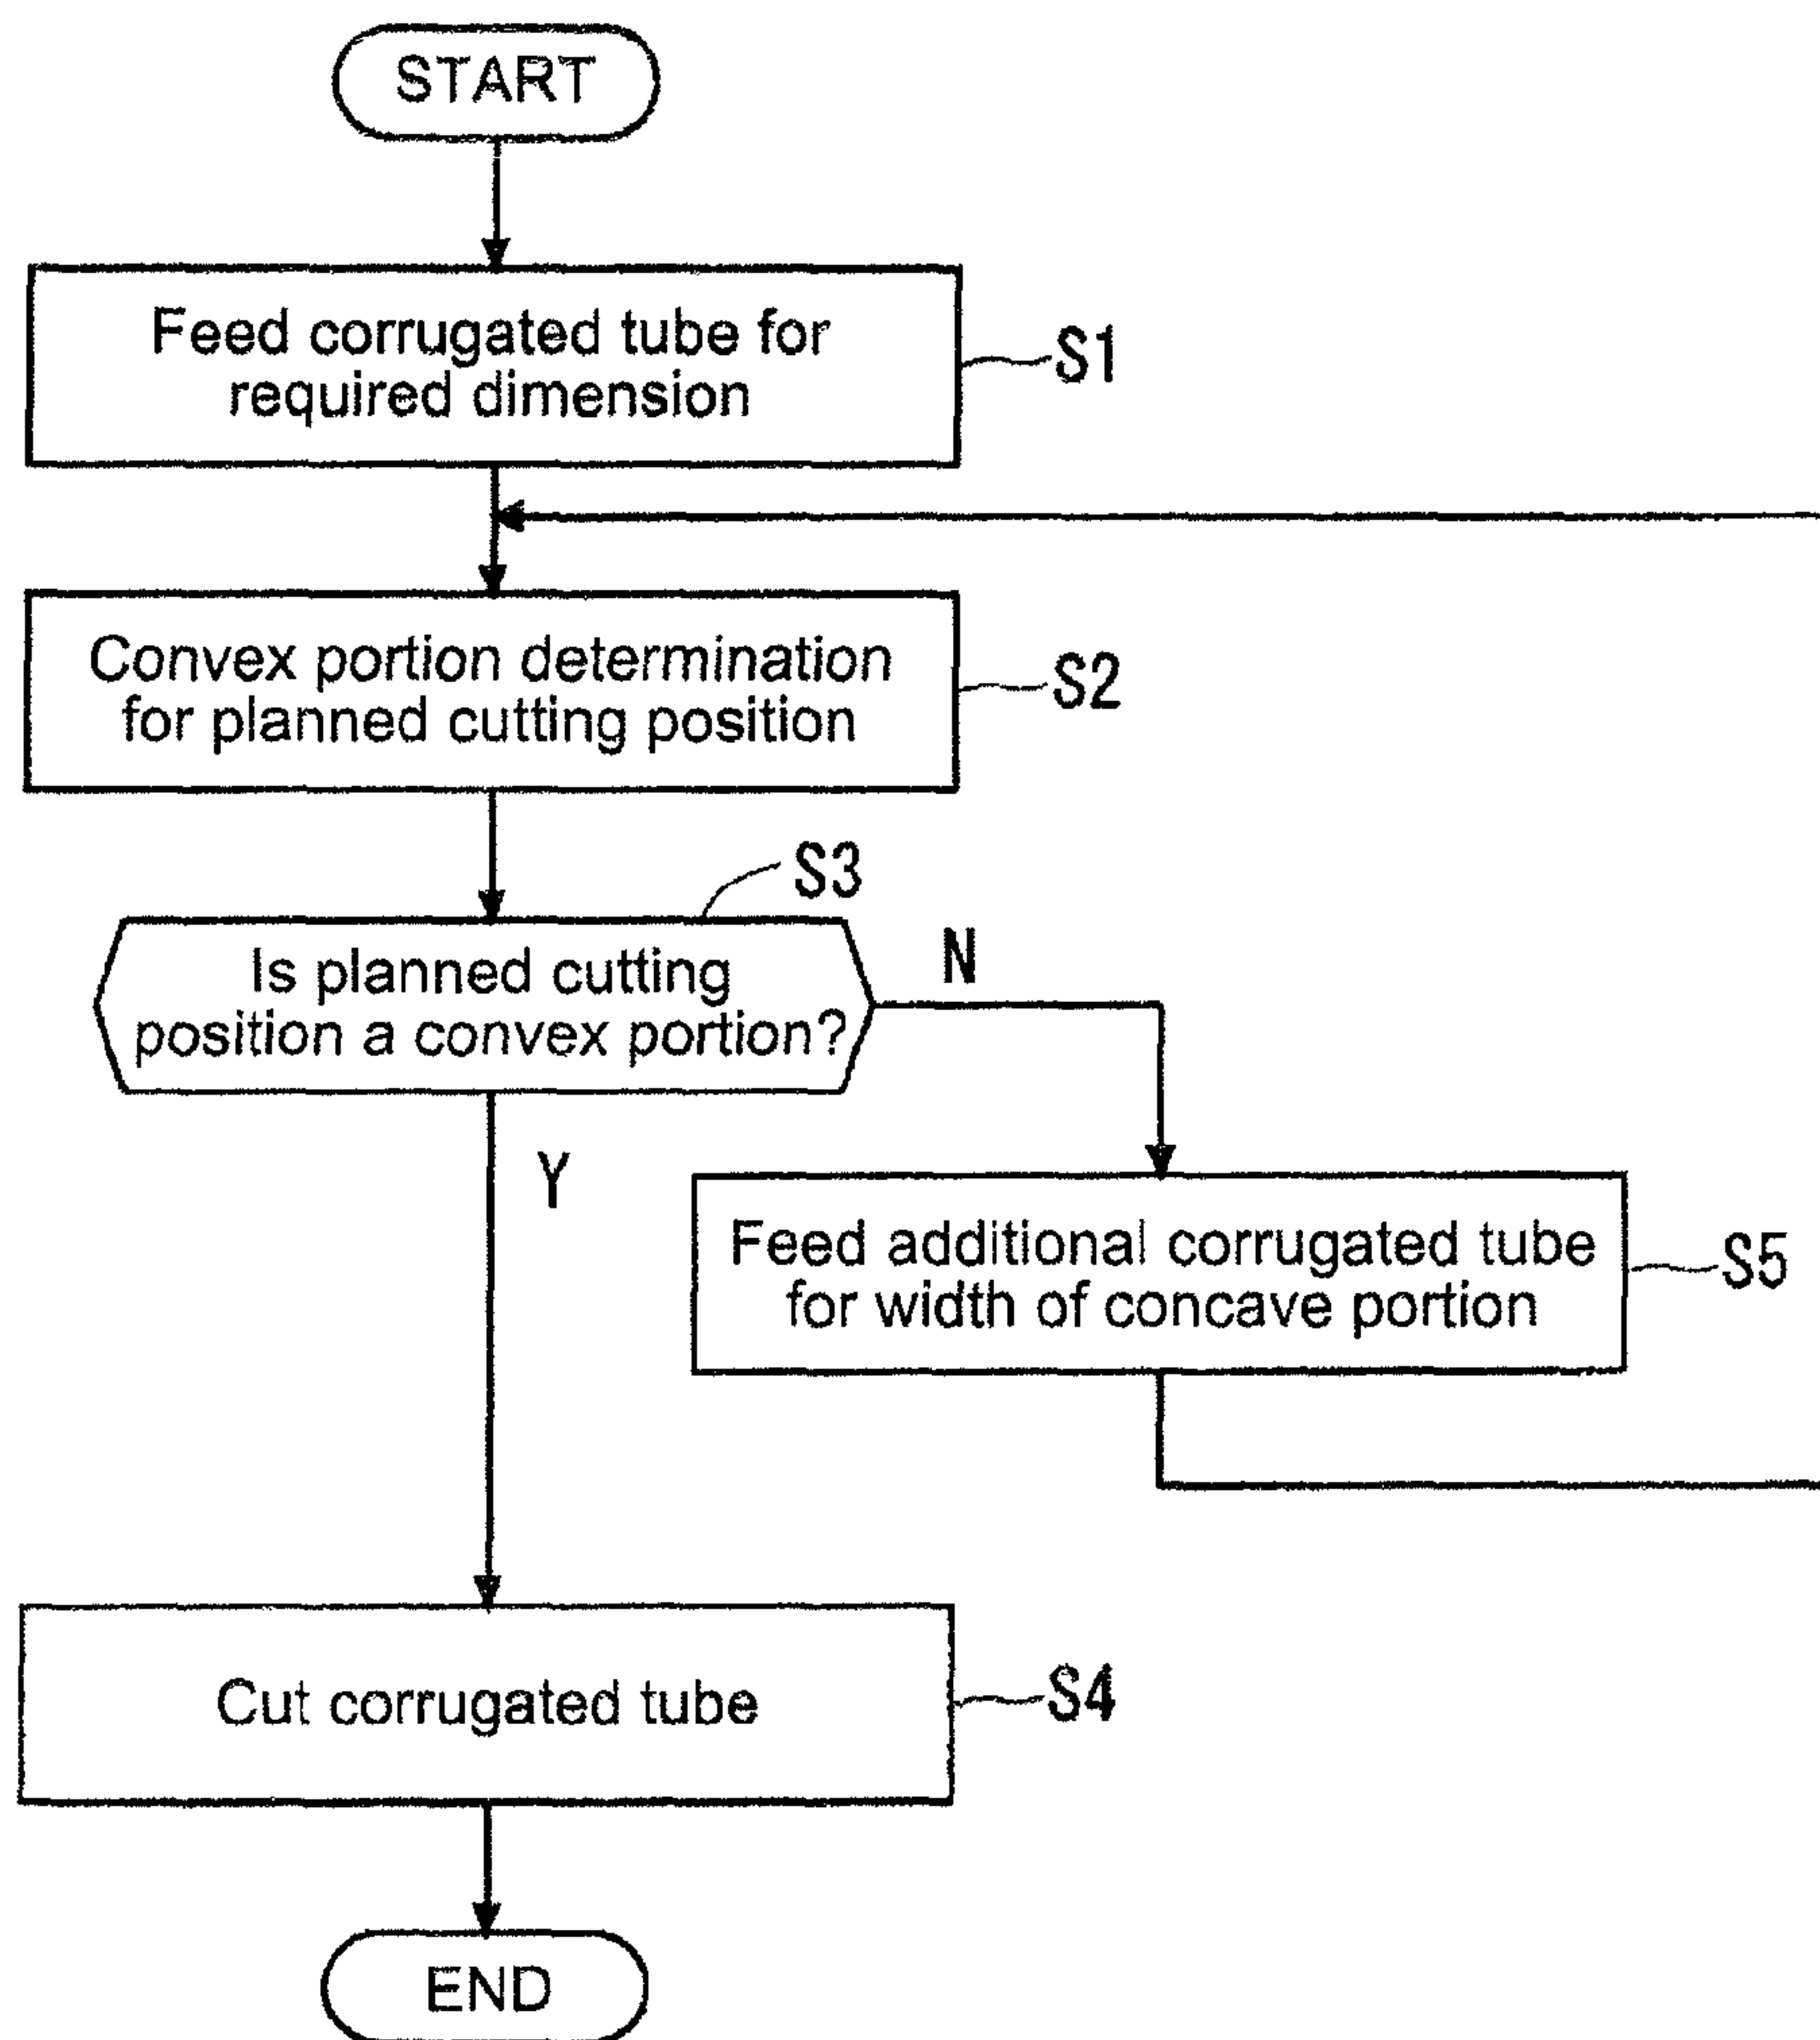 START
Feed corrugated tube for
required dimension
S1
Convex portion determination
for planned cutting position
S2
S3
Is planned cutting
position a convex portion?
N
Y
Feed additional corrugated tube
for width of concave portion
S5
Cut corrugated tube
S4
END